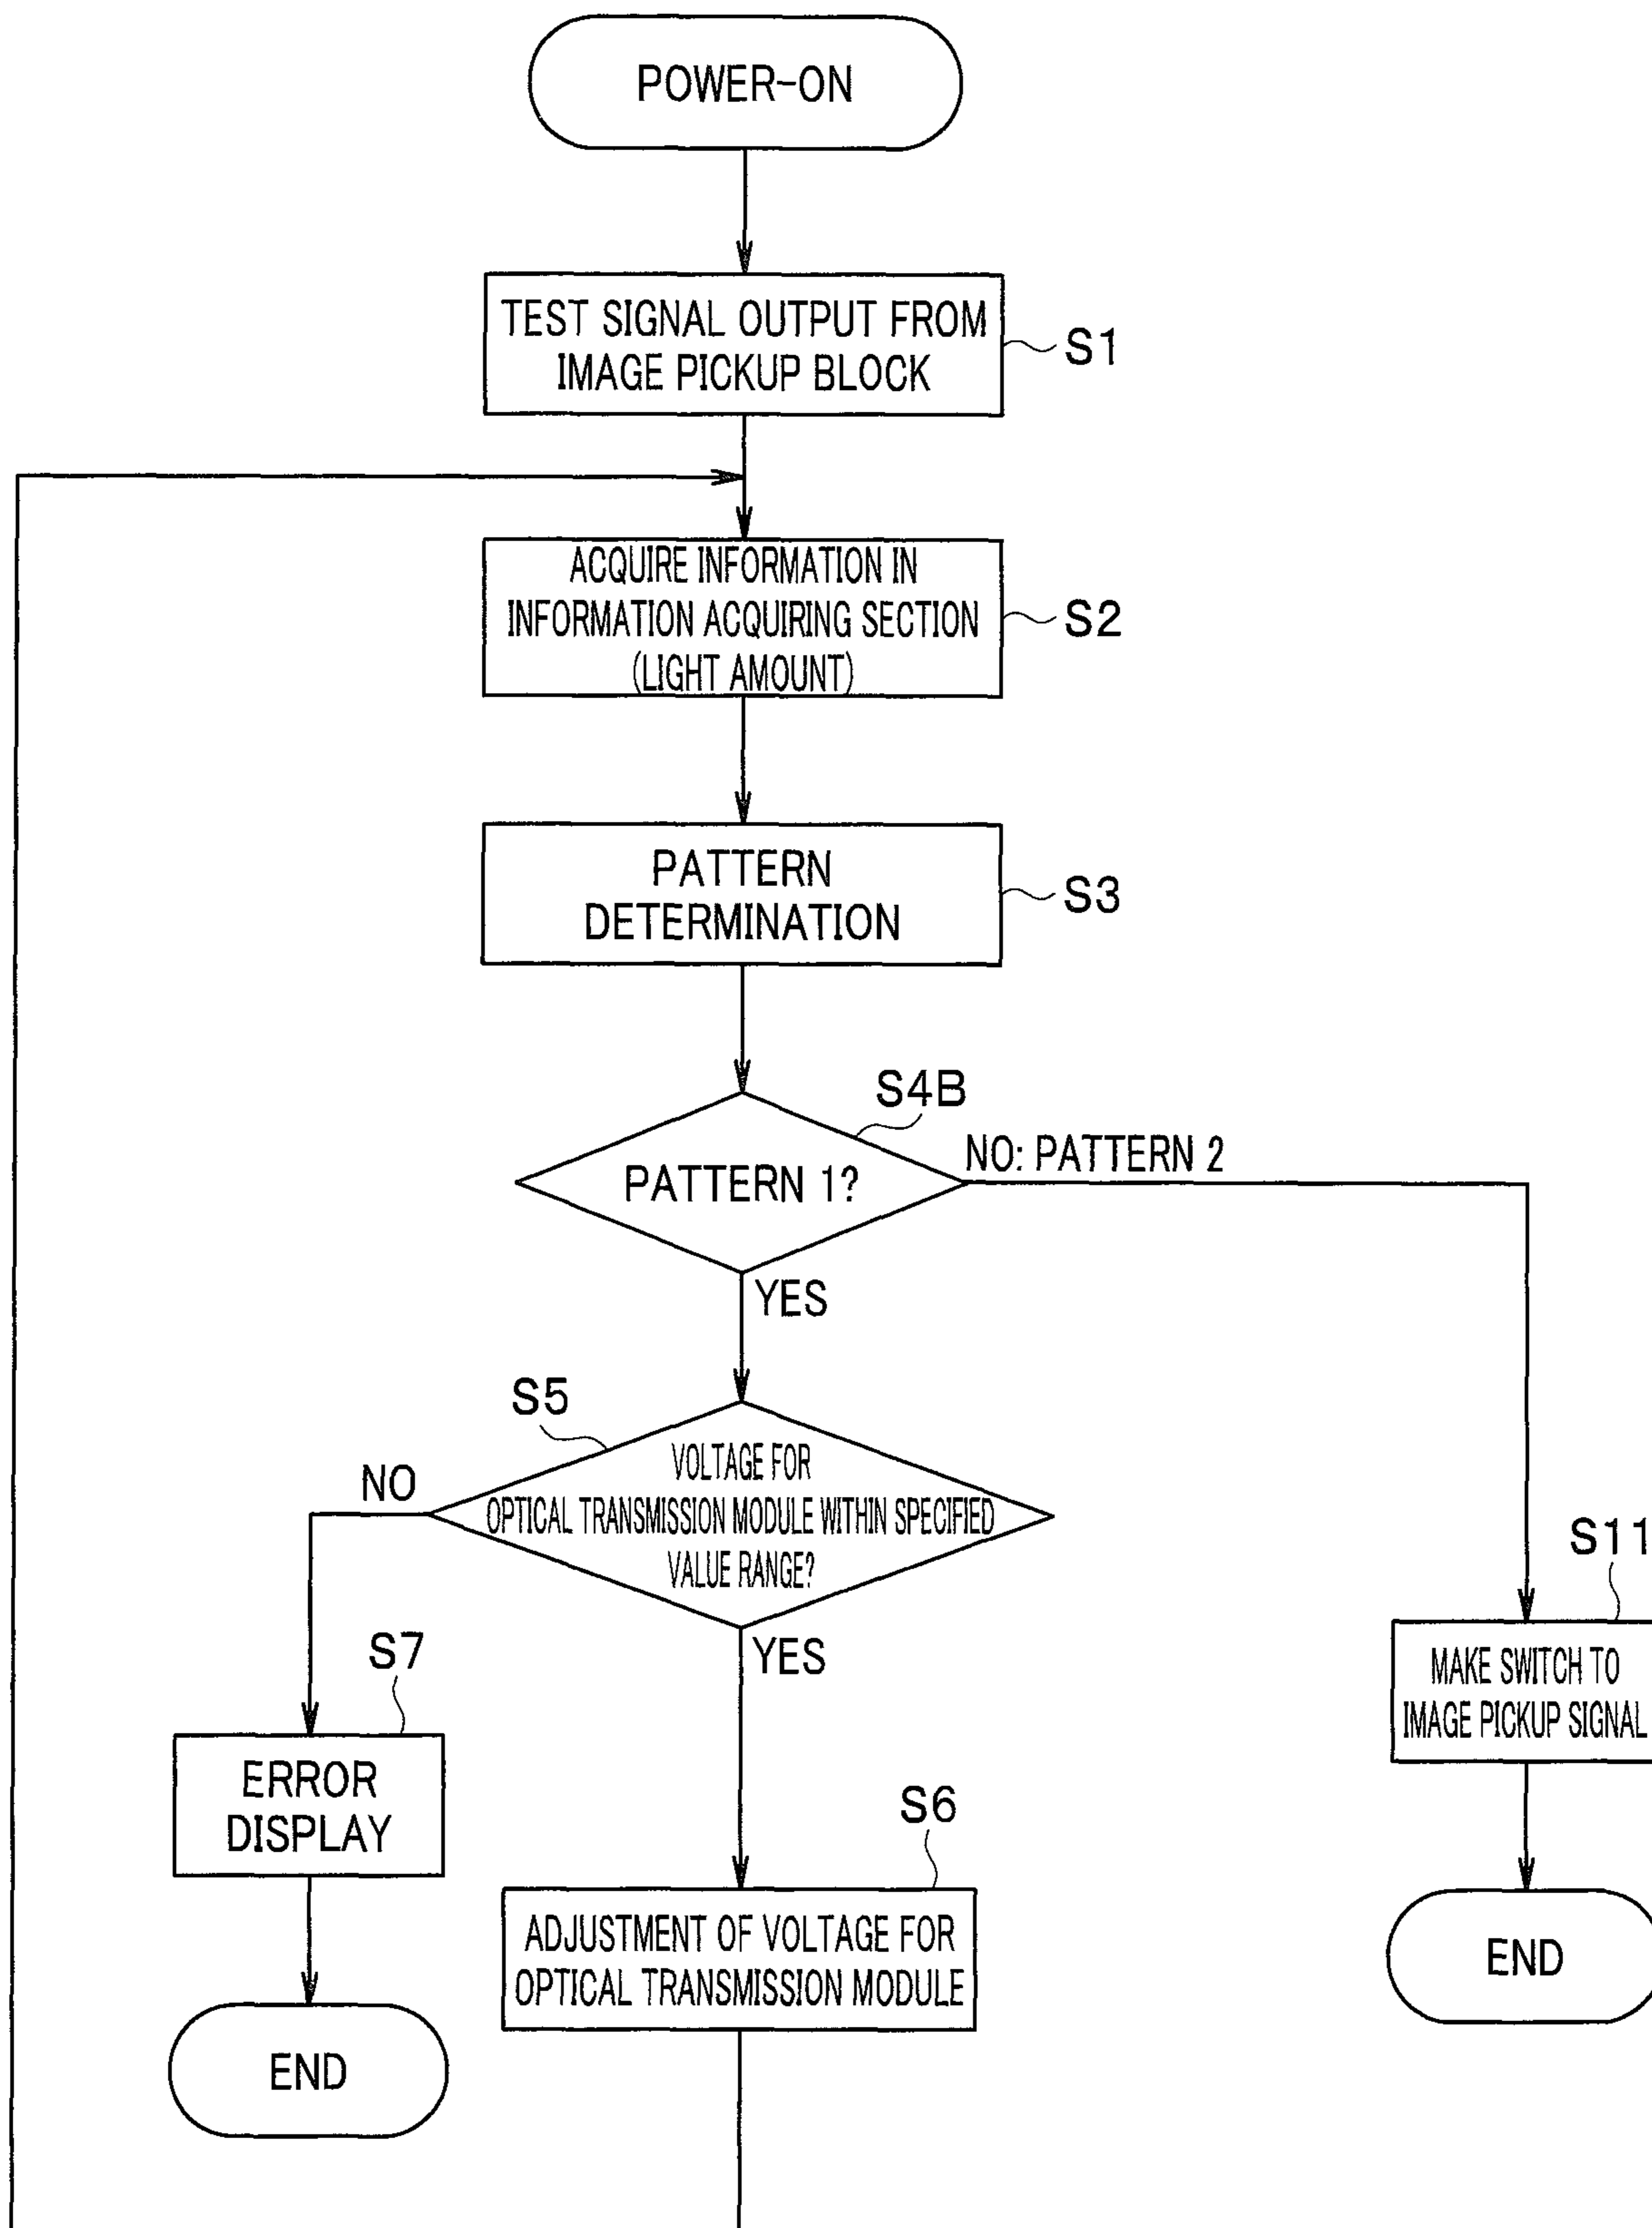 POWER-ON
TEST SIGNAL OUTPUT FROM
IMAGE PICKUP BLOCK
S1
ACQUIRE INFORMATION IN
INFORMATION ACQUIRING SECTION
(LIGHT AMOUNT)
S2
PATTERN
DETERMINATION
S3
S4B
PATTERN 1?
NO: PATTERN 2
YES
S5
VOLTAGE FOR
OPTICAL TRANSMISSION MODULE WITHIN SPECIFIED
VALUE RANGE?
NO
YES
S11
MAKE SWITCH TO
IMAGE PICKUP SIGNAL
S7
ERROR
DISPLAY
S6
ADJUSTMENT OF VOLTAGE FOR
OPTICAL TRANSMISSION MODULE
END
END